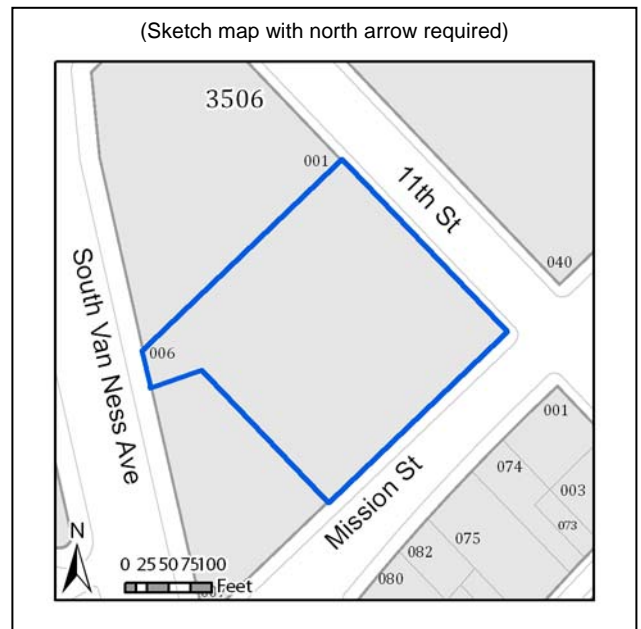 (Sketch map with north arrow required)
3506
001
11th St
040
South Van Ness Ave
006
001
Mission St
074
003
073
075
082
080
N
0 25 50 75 100
Feet